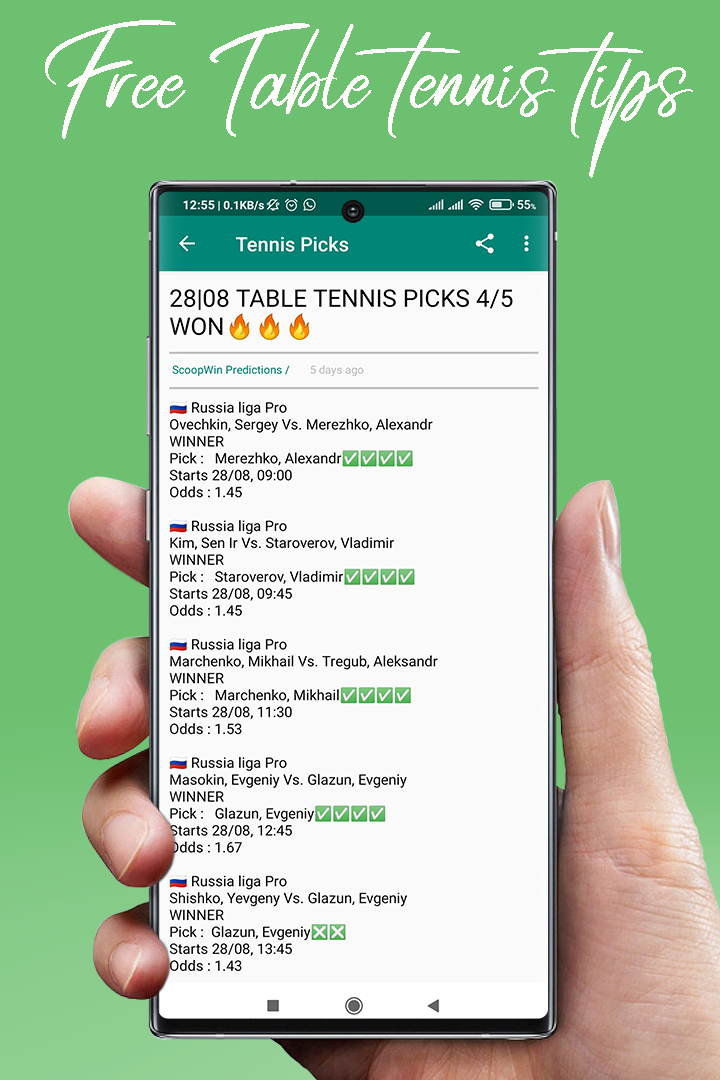 Free Table tennis tips
12:55 | 0.1KB/s 55%
Tennis Picks
28|08 TABLE TENNIS PICKS 4/5
WON🔥🔥🔥
ScoopWin Predictions / 5 days ago
🇷🇺 Russia liga Pro
Ovechkin, Sergey Vs. Merezhko, Alexandr
WINNER
Pick : Merezhko, Alexandr✅✅✅✅
Starts 28/08, 09:00
Odds : 1.45
🇷🇺 Russia liga Pro
Kim, Sen Ir Vs. Staroverov, Vladimir
WINNER
Pick : Staroverov, Vladimir✅✅✅✅
Starts 28/08, 09:45
Odds : 1.45
🇷🇺 Russia liga Pro
Marchenko, Mikhail Vs. Tregub, Aleksandr
WINNER
Pick : Marchenko, Mikhail✅✅✅✅
Starts 28/08, 11:30
Odds : 1.53
🇷🇺 Russia liga Pro
Masokin, Evgeniy Vs. Glazun, Evgeniy
WINNER
Pick : Glazun, Evgeniy✅✅✅✅
Starts 28/08, 12:45
Odds : 1.67
🇷🇺 Russia liga Pro
Shishko, Yevgeny Vs. Glazun, Evgeniy
WINNER
Pick : Glazun, Evgeniy❎❎
Starts 28/08, 13:45
Odds : 1.43